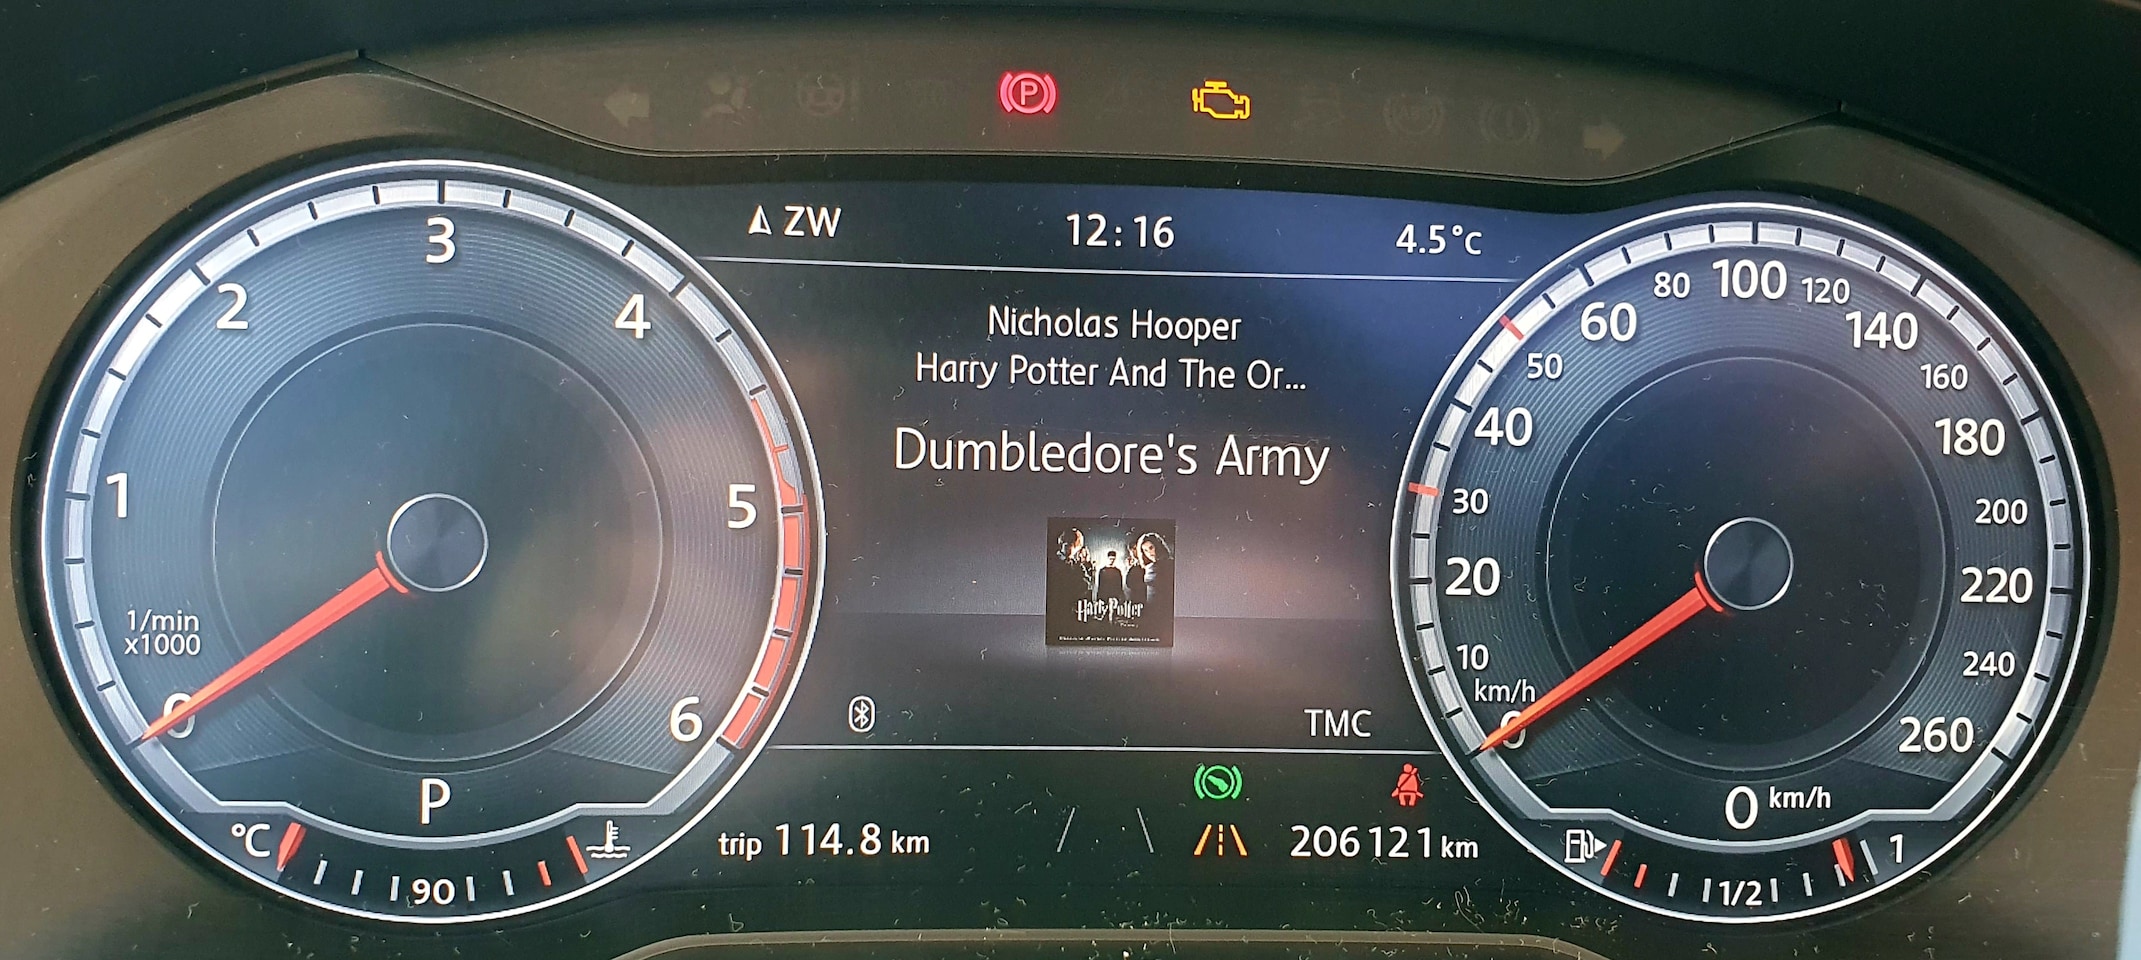 P
ZW
12:16
4.5°C
Nicholas Hooper
Harry Potter And The Or...
Dumbledore's Army
Harry Potter
TMC
0
1
2
3
4
5
6
1/min
x1000
P
°C
90
trip 114.8 km
206121 km
0
10
20
30
40
50
60
80
100
120
140
160
180
200
220
240
260
km/h
0 km/h
1/2
1